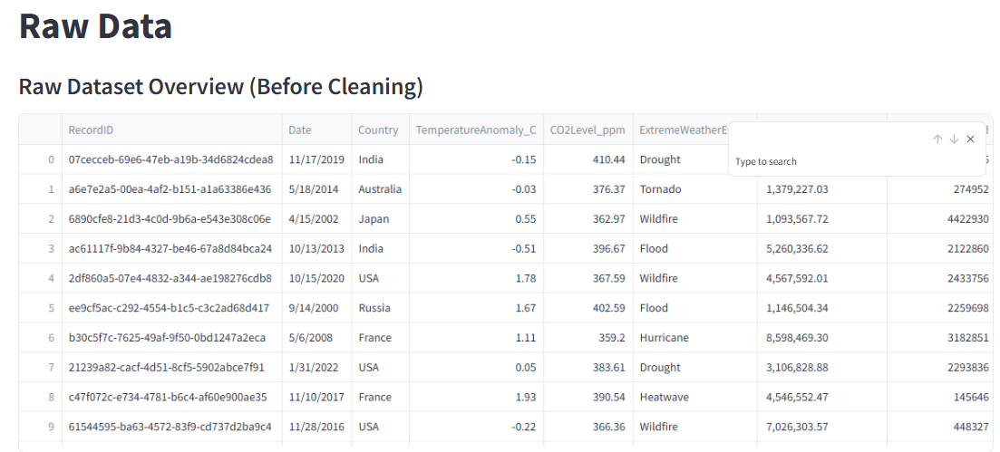 Raw Data
Raw Dataset Overview (Before Cleaning)
RecordID Date Country TemperatureAnomaly_C CO2Level_ppm
Type to search
0 07cecceb-69e6-47eb-a19b-34d6824cdea8 11/17/2019 India -0.15 410.44 Drought
1 a6e7e2a5-00ea-4af2-b151-a1a63386e436 5/18/2014 Australia -0.03 376.37 Tornado 1,379,227.03 274952
2 6890cfe8-21d3-4c0d-9b6a-e543e308c06e 4/15/2002 Japan 0.55 362.97 Wildfire 1,093,567.72 4422930
3 ac61117f-9b84-4327-be46-67a8d84bca24 10/13/2013 India -0.51 396.67 Flood 5,260,336.62 2122860
4 2df860a5-07e4-4832-a344-ae198276cdb8 10/15/2020 USA 1.78 367.59 Wildfire 4,567,592.01 2433756
5 ee9cf5ac-c292-4554-b1c5-c3c2ad68d417 9/14/2000 Russia 1.67 402.59 Flood 1,146,504.34 2259698
6 b30c5f7c-7625-49af-9f50-0bd1247a2eca 5/6/2008 France 1.11 359.2 Hurricane 8,598,469.30 3182851
7 21239a82-cacf-4d51-8cf5-5902abce7f91 1/31/2022 USA 0.05 383.61 Drought 3,106,828.88 2293836
8 c47f072c-e734-4781-b6c4-af60e900ae35 11/10/2017 France 1.93 390.54 Heatwave 4,546,552.47 145646
9 61544595-ba63-4572-83f9-cd737d2ba9c4 11/28/2016 USA -0.22 366.36 Wildfire 7,026,303.57 448327